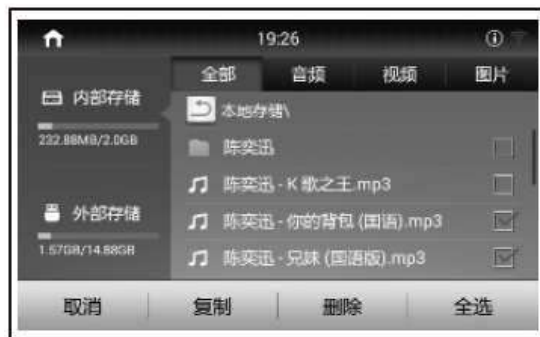 19:26
全部 音频 视频 图片
内部存储
232.88MB/2.0GB
外部存储
1.57GB/14.88GB
本地存储\
陈奕迅
陈奕迅 - K 歌之王.mp3
陈奕迅 - 你的背包 (国语).mp3
陈奕迅 - 兄妹 (国语版).mp3
取消 复制 删除 全选